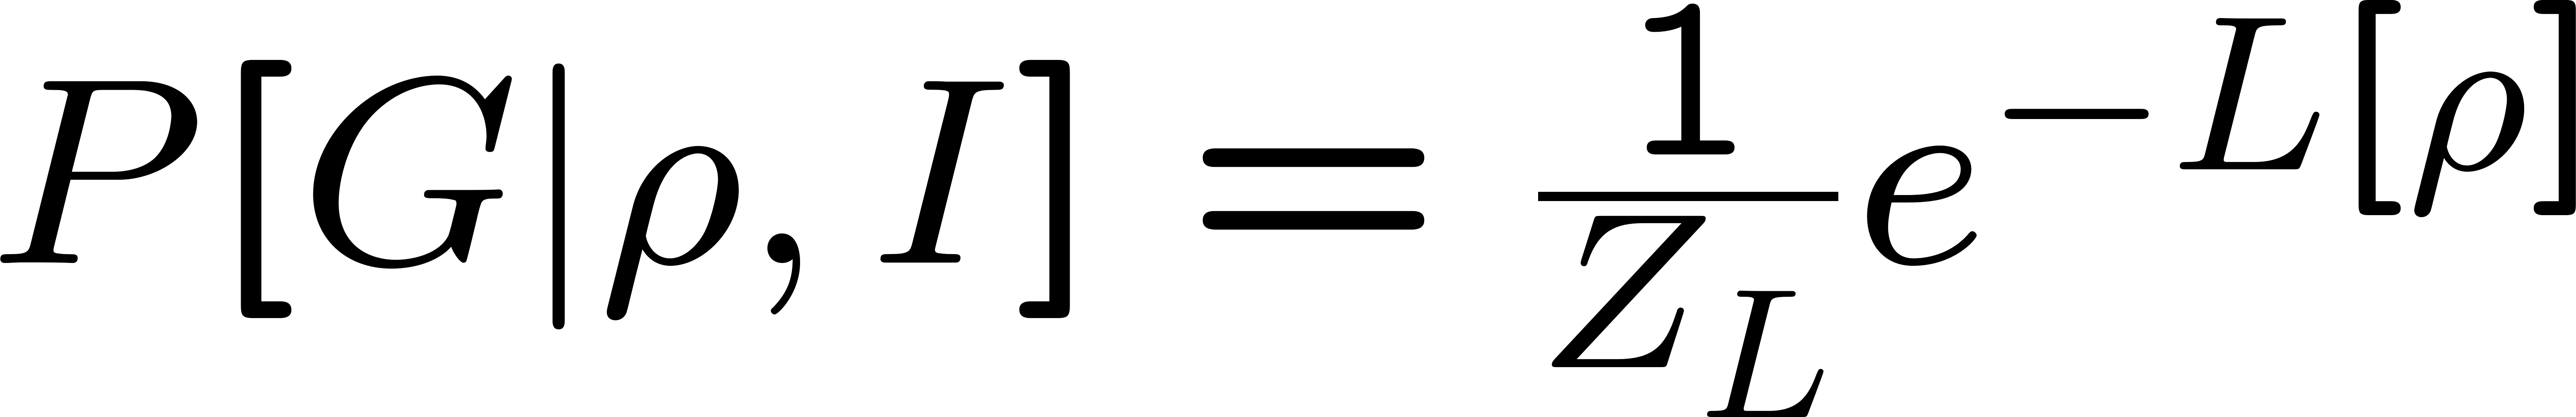 P[G|ρ, I] = \frac{1}{Z_L} e^{-L[ρ]}